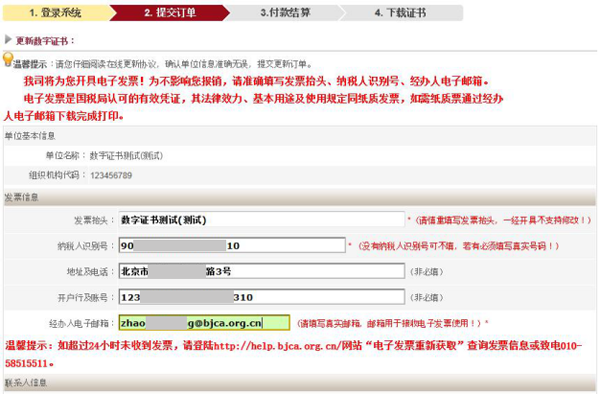 1. 登录系统 2. 提交订单 3.付款结算 4. 下载证书
更新数字证书:
温馨提示:请您仔细阅读在线更新协议,确认单位信息准确无误,提交更新订单。
我司将为您开具电子发票!为不影响您报销,请准确填写发票抬头、纳税人识别号、经办人电子邮箱。
电子发票是国税局认可的有效凭证,其法律效力、基本用途及使用规定同纸质发票,如需纸质票通过经办
人电子邮箱下载完成打印。
单位基本信息
单位名称: 数字证书测试(测试)
组织机构代码: 123456789
发票信息
发票抬头: 数字证书测试(测试) *(请慎重填写发票抬头,一经开具不支持修改!)
纳税人识别号: 90 10 *(没有纳税人识别号可不填,若有必须填写真实号码!)
地址及电话: 北京市 路3号 (非必填)
开户行及账号: 123 310 (非必填)
经办人电子邮箱: zhao g@bjca.org.cn (请填写真实邮箱,邮箱用于接收电子发票使用!)*
温馨提示:如超过24小时未收到发票,请登陆http://help.bjca.org.cn/网站“电子发票重新获取”查询发票信息或致电010-
58515511。
联系人信息